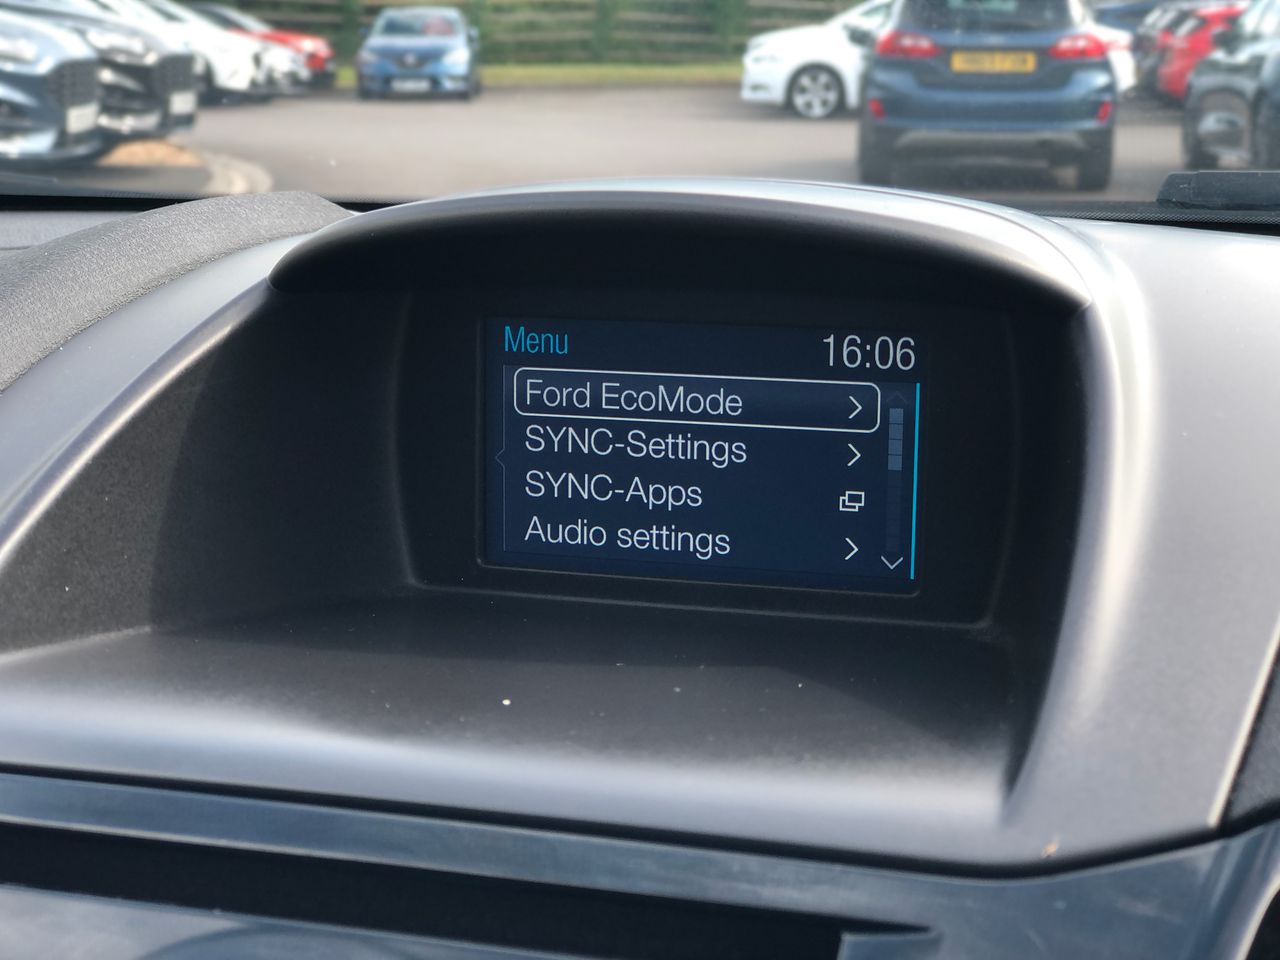 Menu
16:06
Ford EcoMode
SYNC-Settings
SYNC-Apps
Audio settings